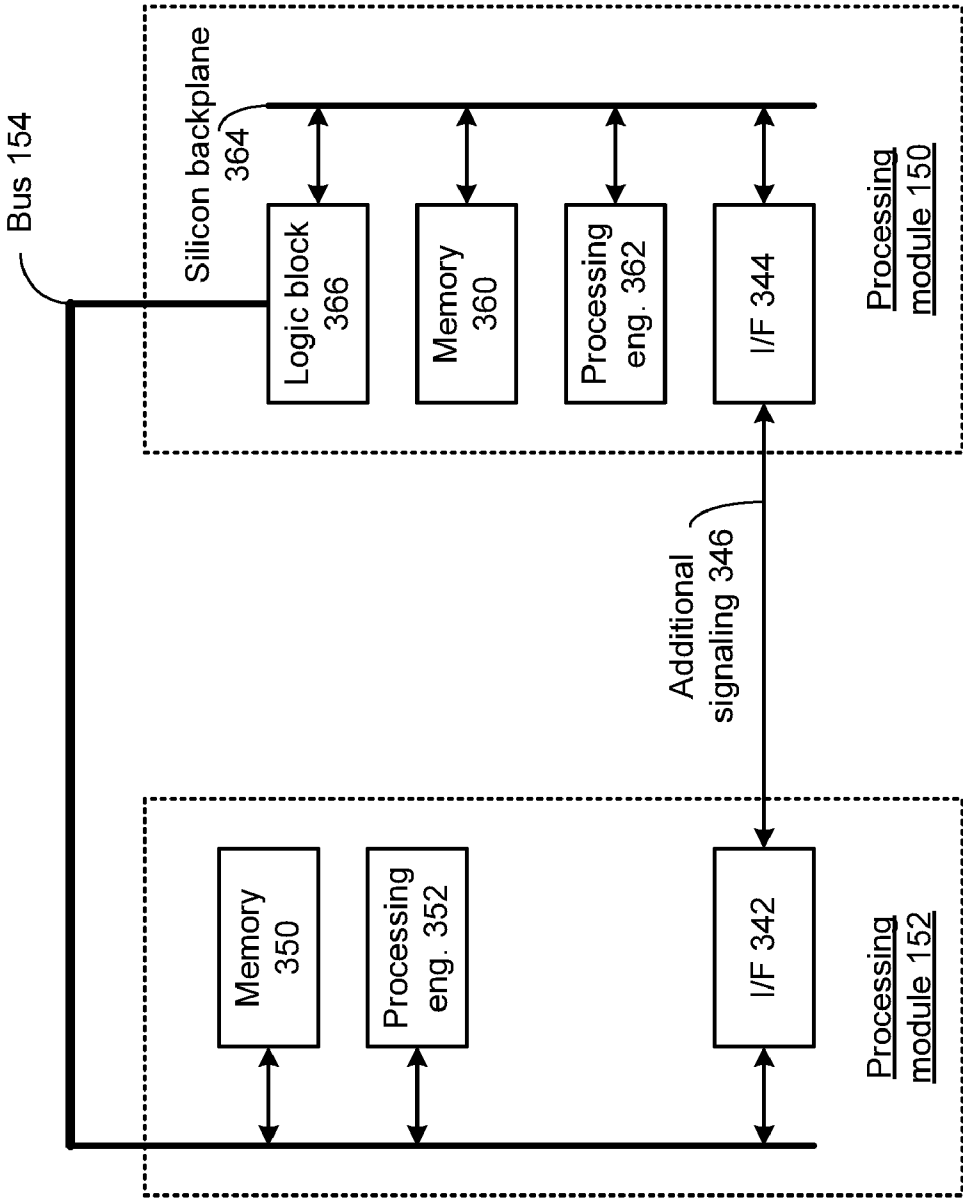 Bus 154
Silicon backplane
364
Logic block
366
Memory
360
Processing
eng. 362
I/F 344
Processing
module 150
Additional
signaling 346
Memory
350
Processing
eng. 352
I/F 342
Processing
module 152